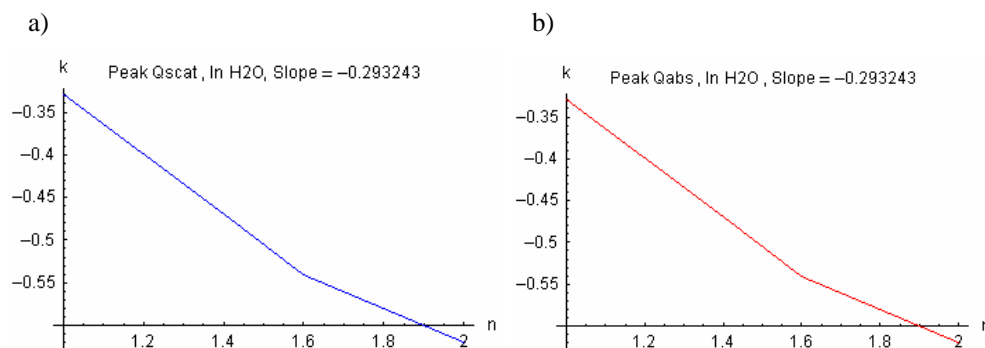 a)
k
Peak Qscat , In H2O, Slope = −0.293243
−0.35
−0.4
−0.45
−0.5
−0.55
1.2
1.4
1.6
1.8
2
n
b)
k
Peak Qabs , In H2O , Slope = −0.293243
−0.35
−0.4
−0.45
−0.5
−0.55
1.2
1.4
1.6
1.8
2
n